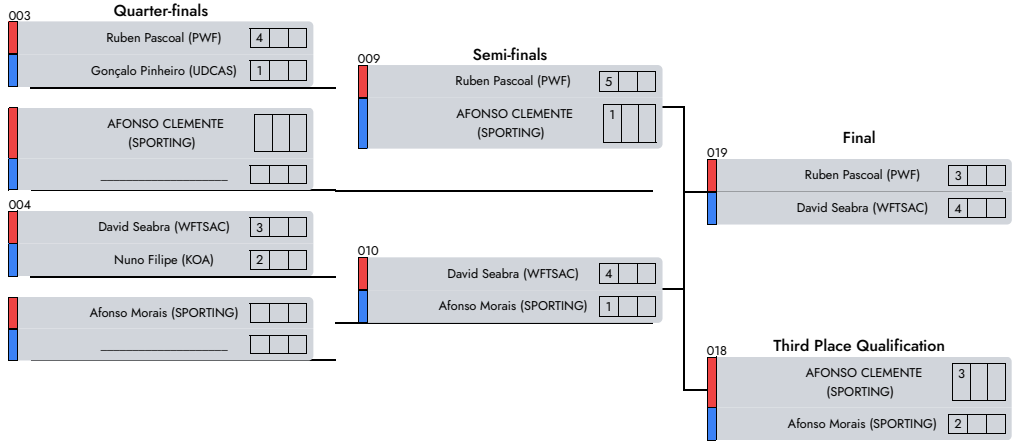 Quarter-finals
003
Ruben Pascoal (PWF) 4
Gonçalo Pinheiro (UDCAS) 1
AFONSO CLEMENTE
(SPORTING)
____________________
004
David Seabra (WFTSAC) 3
Nuno Filipe (KOA) 2
Afonso Morais (SPORTING)
____________________
Semi-finals
009
Ruben Pascoal (PWF) 5
AFONSO CLEMENTE 1
(SPORTING)
010
David Seabra (WFTSAC) 4
Afonso Morais (SPORTING) 1
Final
019
Ruben Pascoal (PWF) 3
David Seabra (WFTSAC) 4
Third Place Qualification
018
AFONSO CLEMENTE 3
(SPORTING)
Afonso Morais (SPORTING) 2